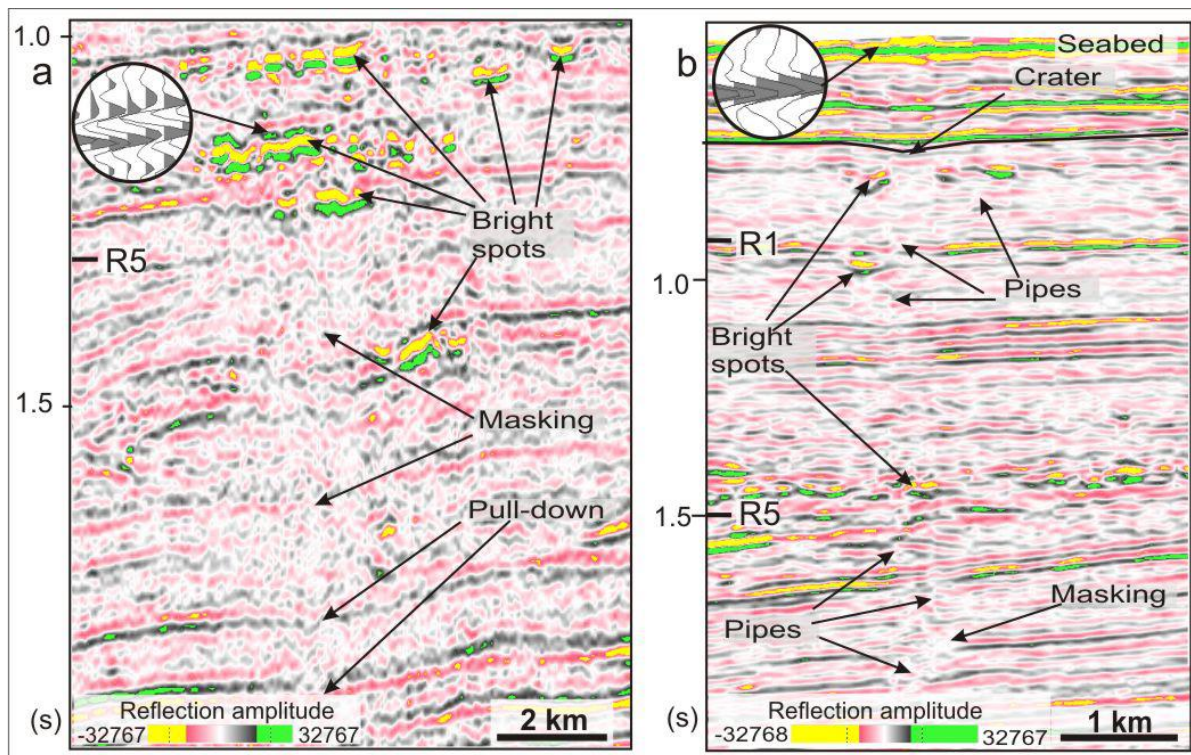 1.0
a
Bright
spots
R5
1.5
Masking
Pull-down
(s)
Reflection amplitude
-32767
32767
2 km
b
Seabed
Crater
R1
1.0
Pipes
Bright
spots
1.5
R5
Masking
Pipes
(s)
Reflection amplitude
-32768
32767
1 km